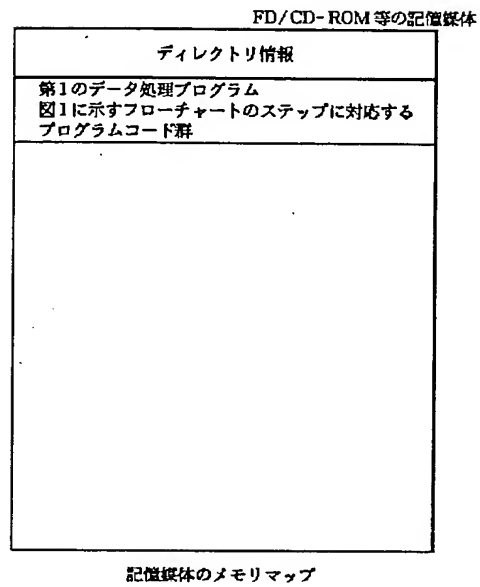 FD/CD-ROM 等の記憶媒体
ディレクトリ情報
第1のデータ処理プログラム
図1に示すフローチャートのステップに対応する
プログラムコード群
記憶媒体のメモリマップ